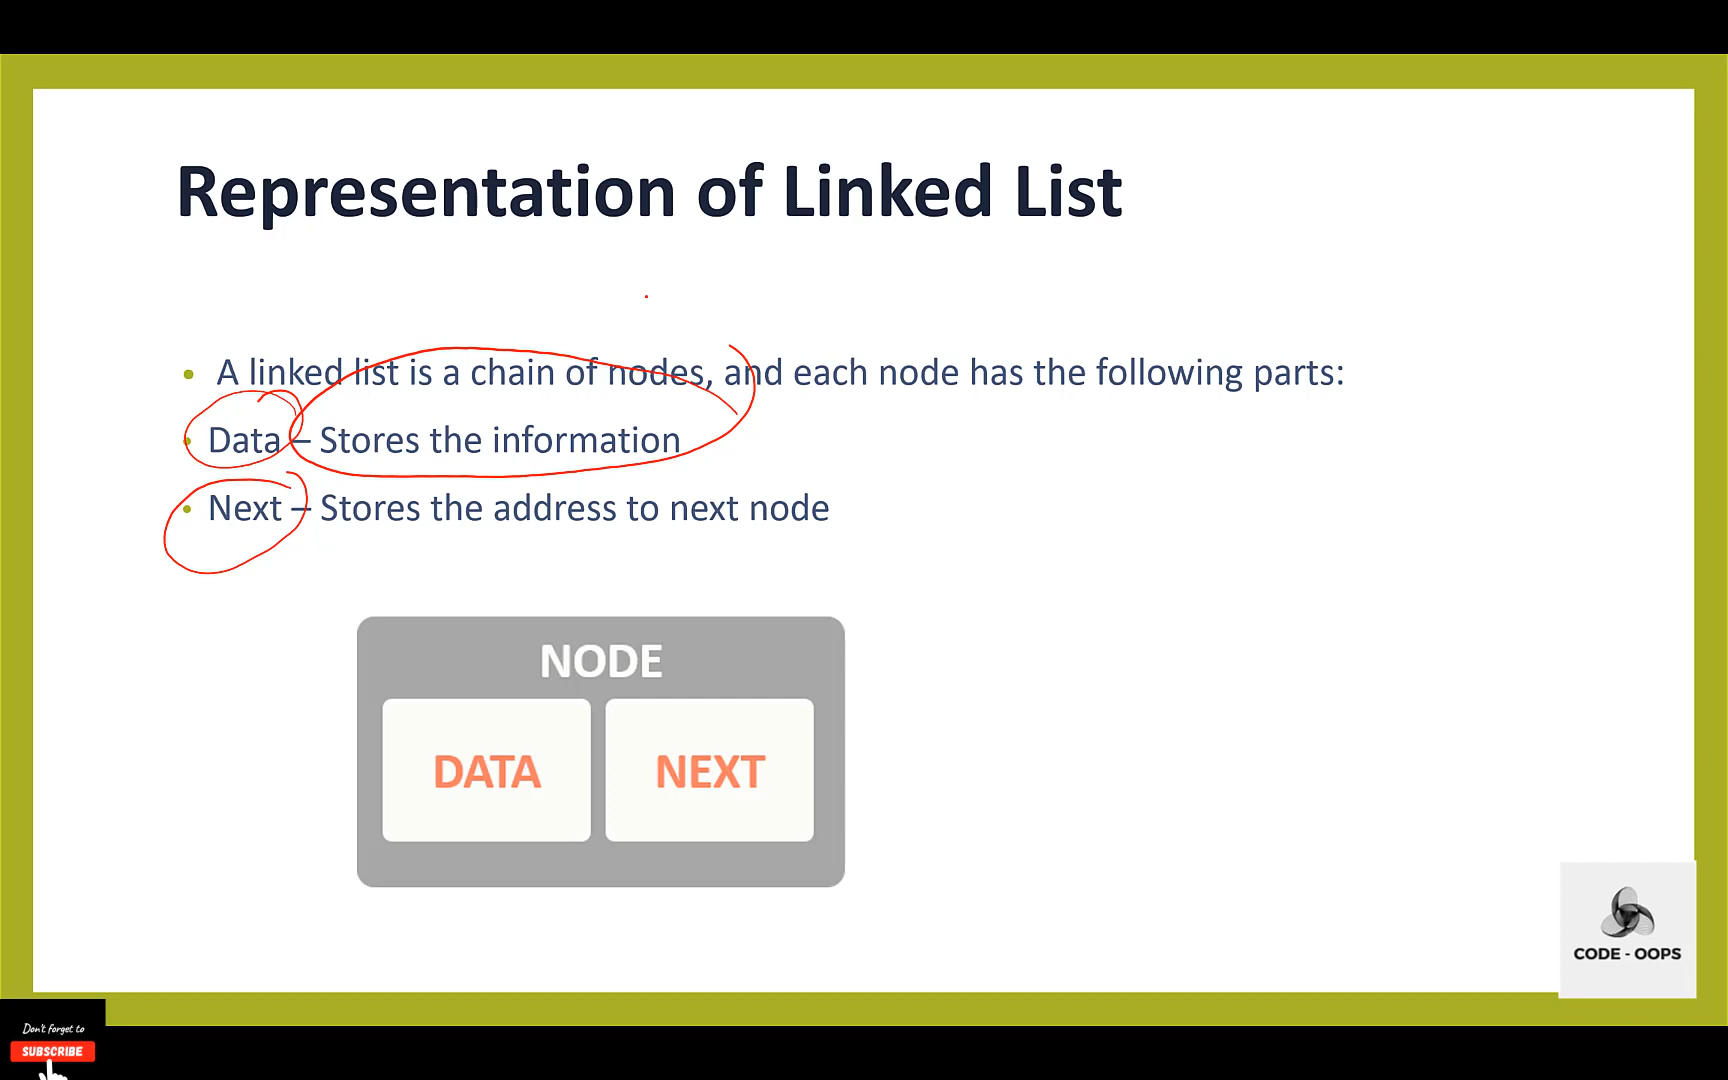 Representation of Linked List
• A linked list is a chain of nodes, and each node has the following parts:
• Data – Stores the information
• Next – Stores the address to next node
NODE
DATA NEXT
CODE - OOPS
Don't forget to
SUBSCRIBE